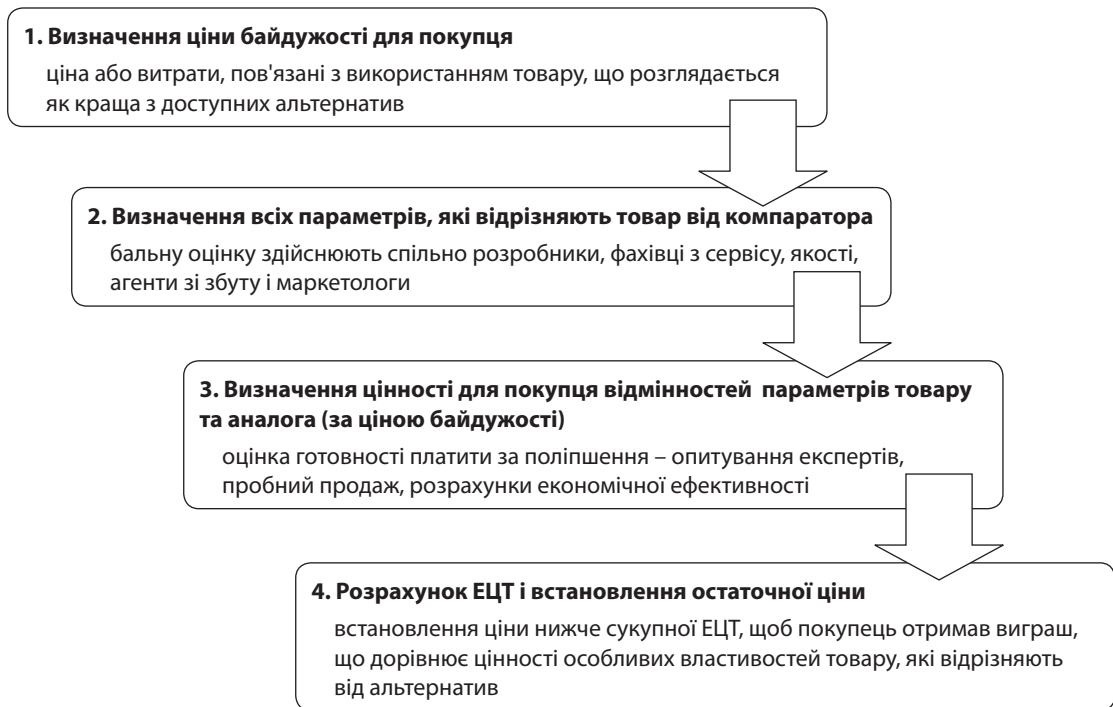 1. Визначення ціни байдужості для покупця
ціна або витрати, пов'язані з використанням товару, що розглядається
як краща з доступних альтернатив
2. Визначення всіх параметрів, які відрізняють товар від компаратора
бальну оцінку здійснюють спільно розробники, фахівці з сервісу, якості,
агенти зі збуту і маркетологи
3. Визначення цінності для покупця відмінностей параметрів товару
та аналога (за ціною байдужості)
оцінка готовності платити за поліпшення – опитування експертів,
пробний продаж, розрахунки економічної ефективності
4. Розрахунок ЕЦТ і встановлення остаточної ціни
встановлення ціни нижче сукупної ЕЦТ, щоб покупець отримав виграш,
що дорівнює цінності особливих властивостей товару, які відрізняють
від альтернатив